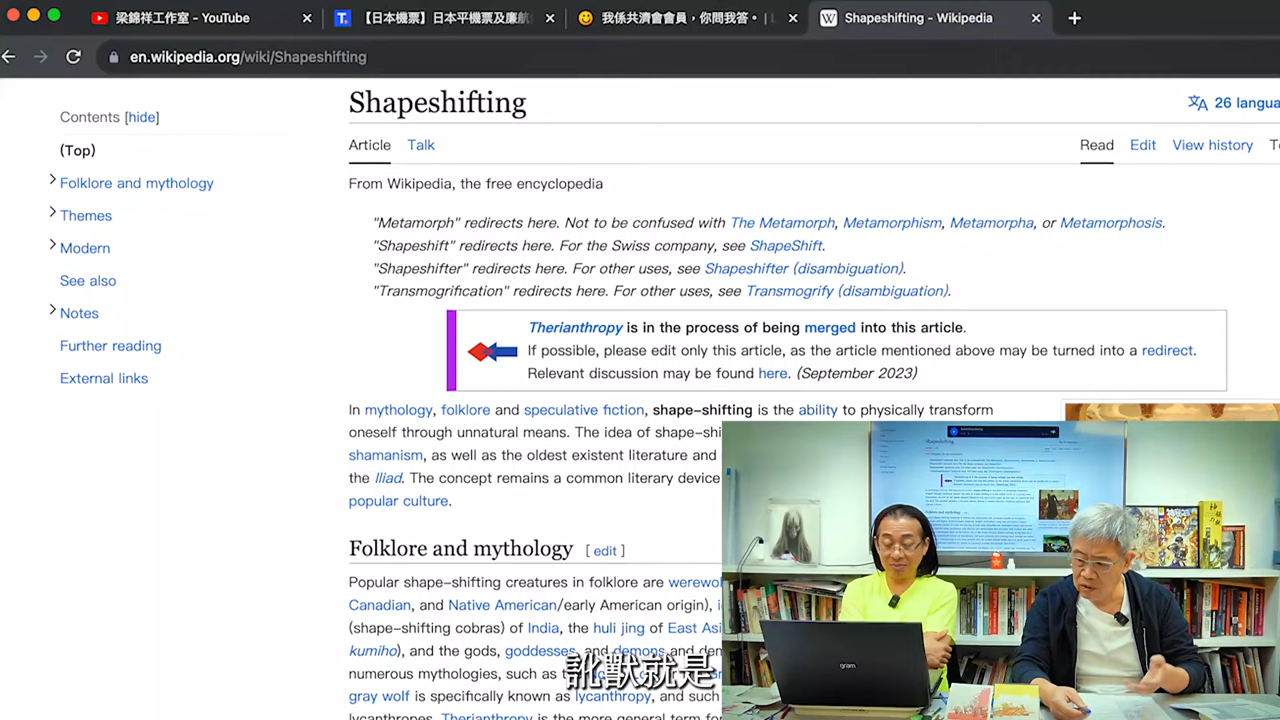 梁錦祥工作室 - YouTube
【日本機票】日本平機票及廉航
我係共濟會會員，你問我答。 | L
Shapeshifting - Wikipedia
en.wikipedia.org/wiki/Shapeshifting
Contents [hide]
(Top)
Folklore and mythology
Themes
Modern
See also
Notes
Further reading
External links
Shapeshifting
26 langua
Article Talk
Read Edit View history
From Wikipedia, the free encyclopedia
"Metamorph" redirects here. Not to be confused with The Metamorph, Metamorphism, Metamorpha, or Metamorphosis.
"Shapeshift" redirects here. For the Swiss company, see ShapeShift.
"Shapeshifter" redirects here. For other uses, see Shapeshifter (disambiguation).
"Transmogrification" redirects here. For other uses, see Transmogrify (disambiguation).
Therianthropy is in the process of being merged into this article.
If possible, please edit only this article, as the article mentioned above may be turned into a redirect.
Relevant discussion may be found here. (September 2023)
In mythology, folklore and speculative fiction, shape-shifting is the ability to physically transform
oneself through unnatural means. The idea of shape-shi
shamanism, as well as the oldest existent literature and
the Iliad. The concept remains a common literary devic
popular culture.
Folklore and mythology [ edit ]
Popular shape-shifting creatures in folklore are werewol
Canadian, and Native American/early American origin), i
(shape-shifting cobras) of India, the huli jing of East Asi
kumiho), and the gods, goddesses, and demons and dem
numerous mythologies, such as
gray wolf is specifically known as lycanthropy, and such
lycanthropes. Therianthropy is the more general term fo
訛獸就是
gram